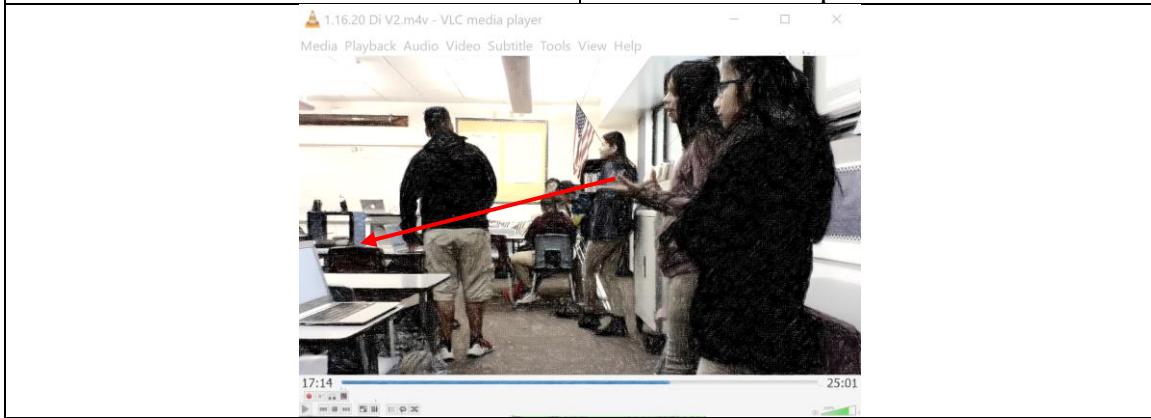 1.16.20 Di V2.m4v - VLC media player
Media Playback Audio Video Subtitle Tools View Help
17:14 25:01